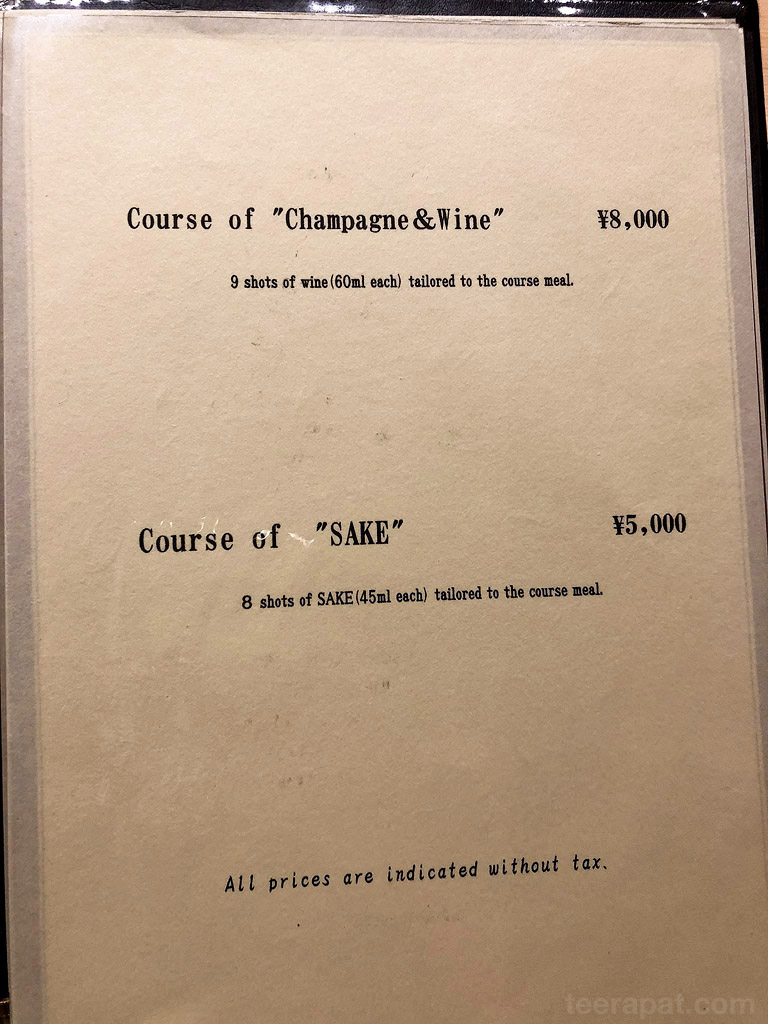 Course of "Champagne&Wine" ¥8,000
9 shots of wine(60ml each) tailored to the course meal.
Course of "SAKE" ¥5,000
8 shots of SAKE(45ml each) tailored to the course meal.
All prices are indicated without tax.
teerapat.com